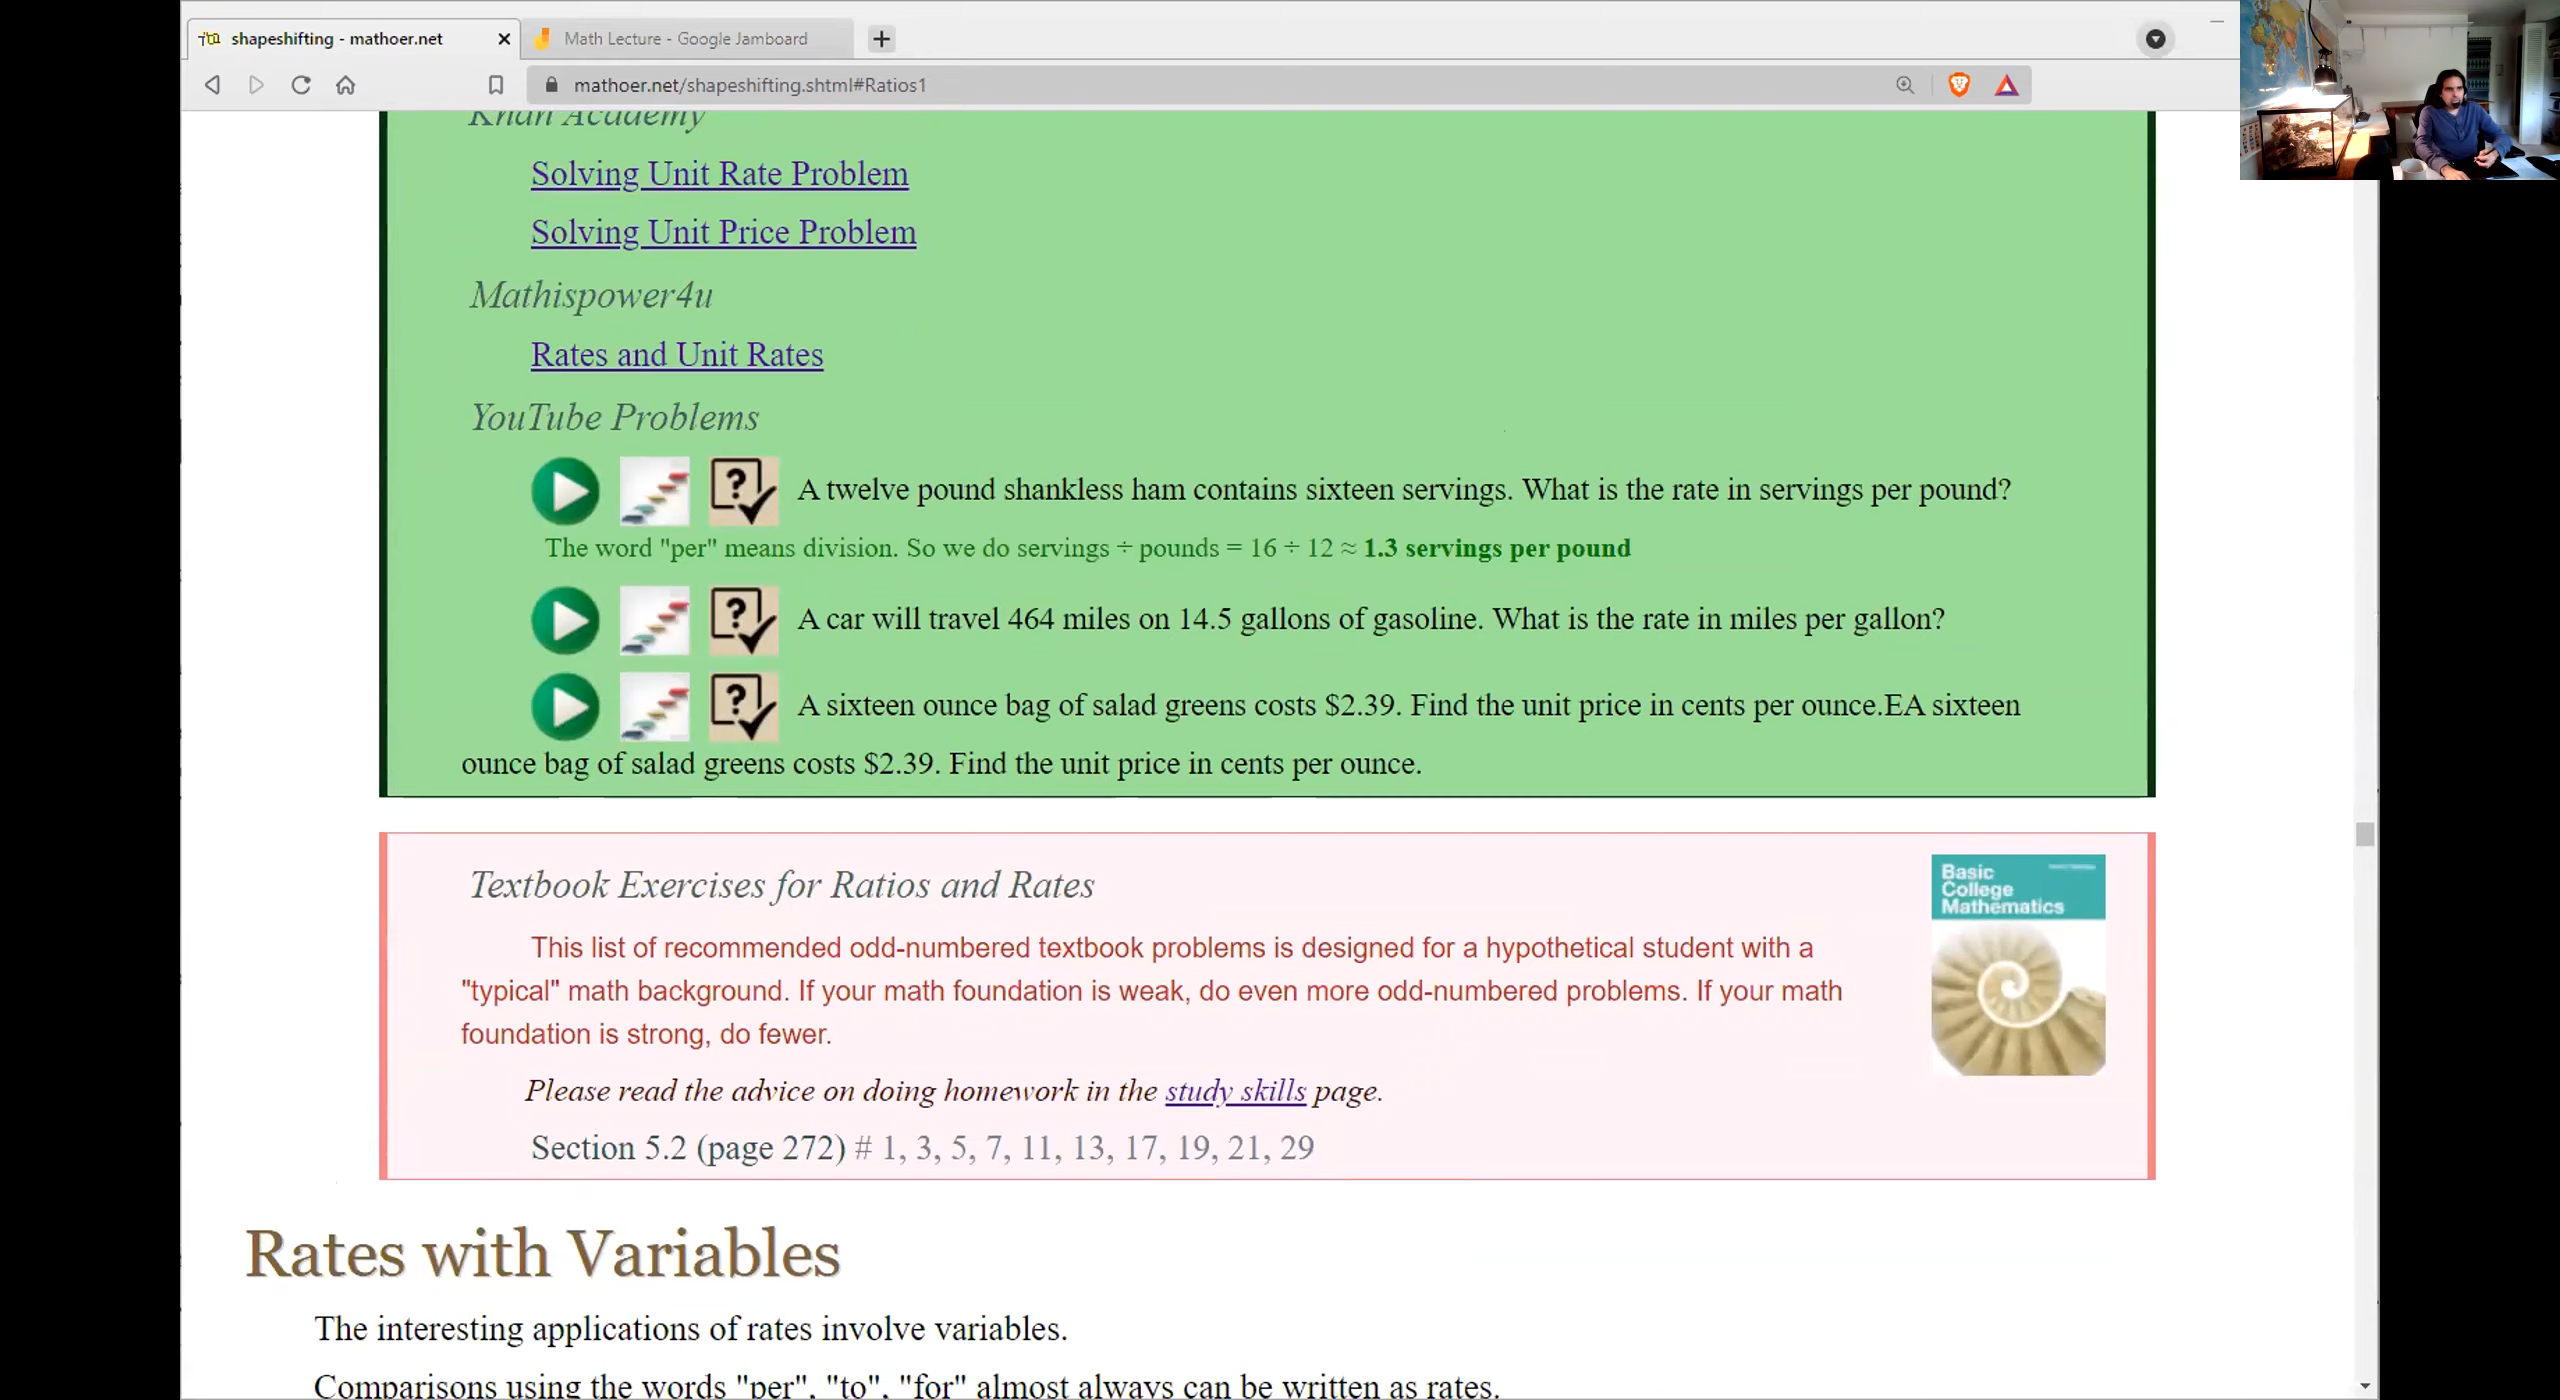 shapeshifting - mathoer.net
Math Lecture - Google Jamboard
mathoer.net/shapeshifting.shtml#Ratios1
Khan Academy
Solving Unit Rate Problem
Solving Unit Price Problem
Mathispower4u
Rates and Unit Rates
YouTube Problems
A twelve pound shankless ham contains sixteen servings. What is the rate in servings per pound?
The word "per" means division. So we do servings ÷ pounds = 16 ÷ 12 ≈ 1.3 servings per pound
A car will travel 464 miles on 14.5 gallons of gasoline. What is the rate in miles per gallon?
A sixteen ounce bag of salad greens costs $2.39. Find the unit price in cents per ounce.EA sixteen
ounce bag of salad greens costs $2.39. Find the unit price in cents per ounce.
Textbook Exercises for Ratios and Rates
Basic
College
Mathematics
This list of recommended odd-numbered textbook problems is designed for a hypothetical student with a
"typical" math background. If your math foundation is weak, do even more odd-numbered problems. If your math
foundation is strong, do fewer.
Please read the advice on doing homework in the study skills page.
Section 5.2 (page 272) # 1, 3, 5, 7, 11, 13, 17, 19, 21, 29
Rates with Variables
The interesting applications of rates involve variables.
Comparisons using the words "per", "to", "for" almost always can be written as rates.